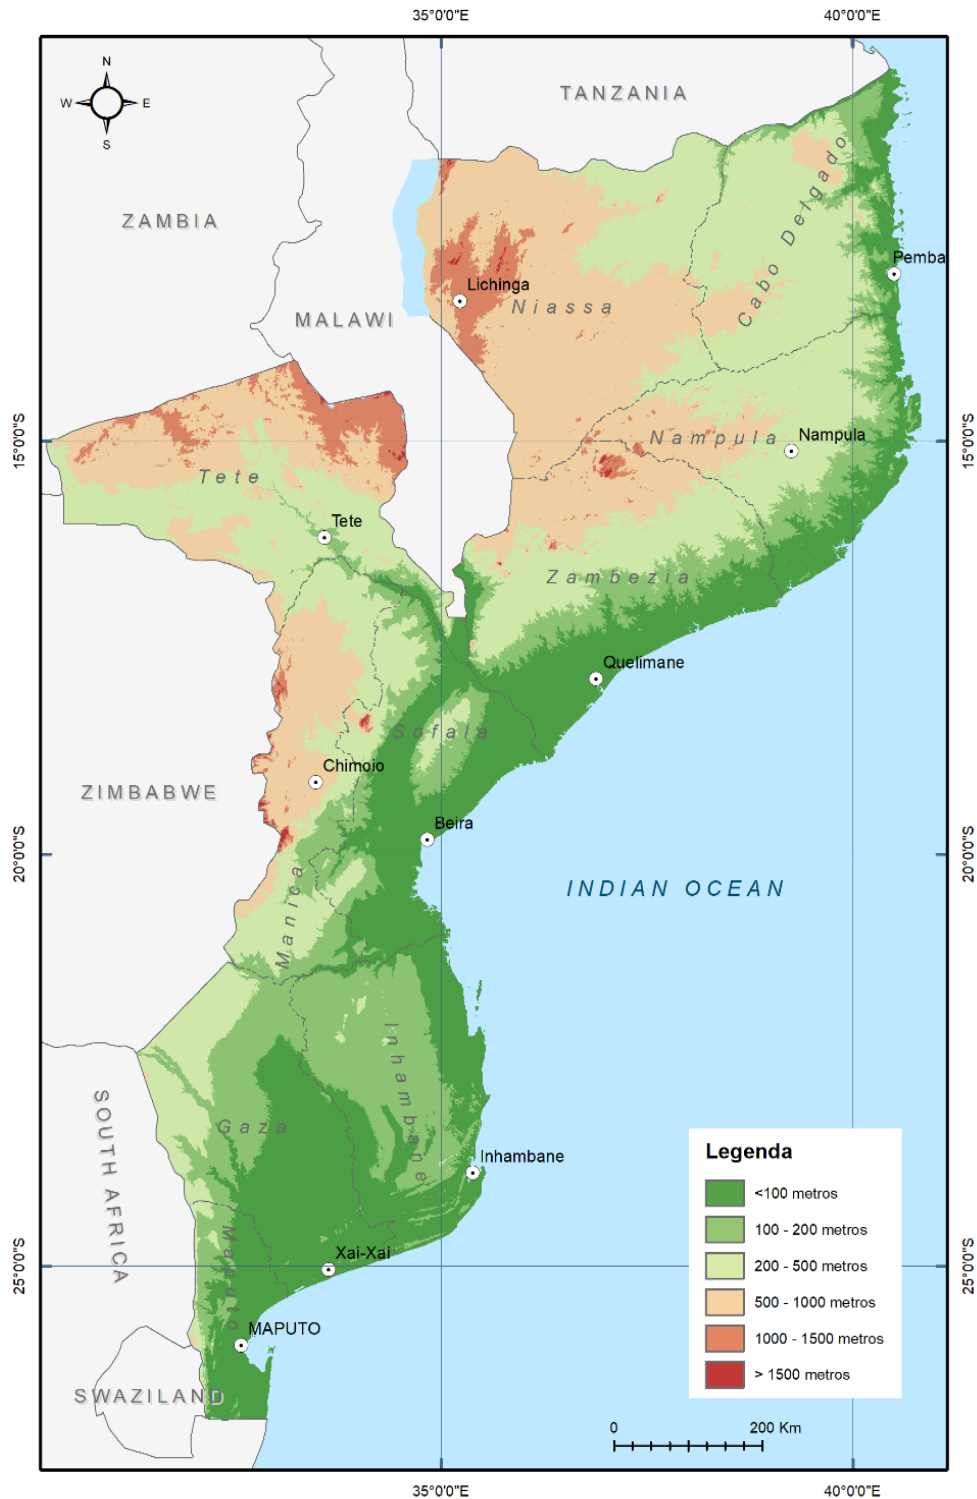 35°0'0"E
40°0'0"E
N
W
E
S
TANZANIA
ZAMBIA
Cabo Delgado
Pemba
Lichinga
Niassa
MALAWI
15°0'0"S
Nampula
Nampula
15°0'0"S
Tete
Tete
Zambezia
Quelimane
Sofala
Chimoio
ZIMBABWE
Beira
20°0'0"S
20°0'0"S
INDIAN OCEAN
Manica
Inhambane
SOUTH AFRICA
Gaza
Inhambane
Legenda
<100 metros
100 - 200 metros
200 - 500 metros
500 - 1000 metros
1000 - 1500 metros
> 1500 metros
Xai-Xai
25°0'0"S
25°0'0"S
Maputo
MAPUTO
SWAZILAND
0
200 Km
35°0'0"E
40°0'0"E